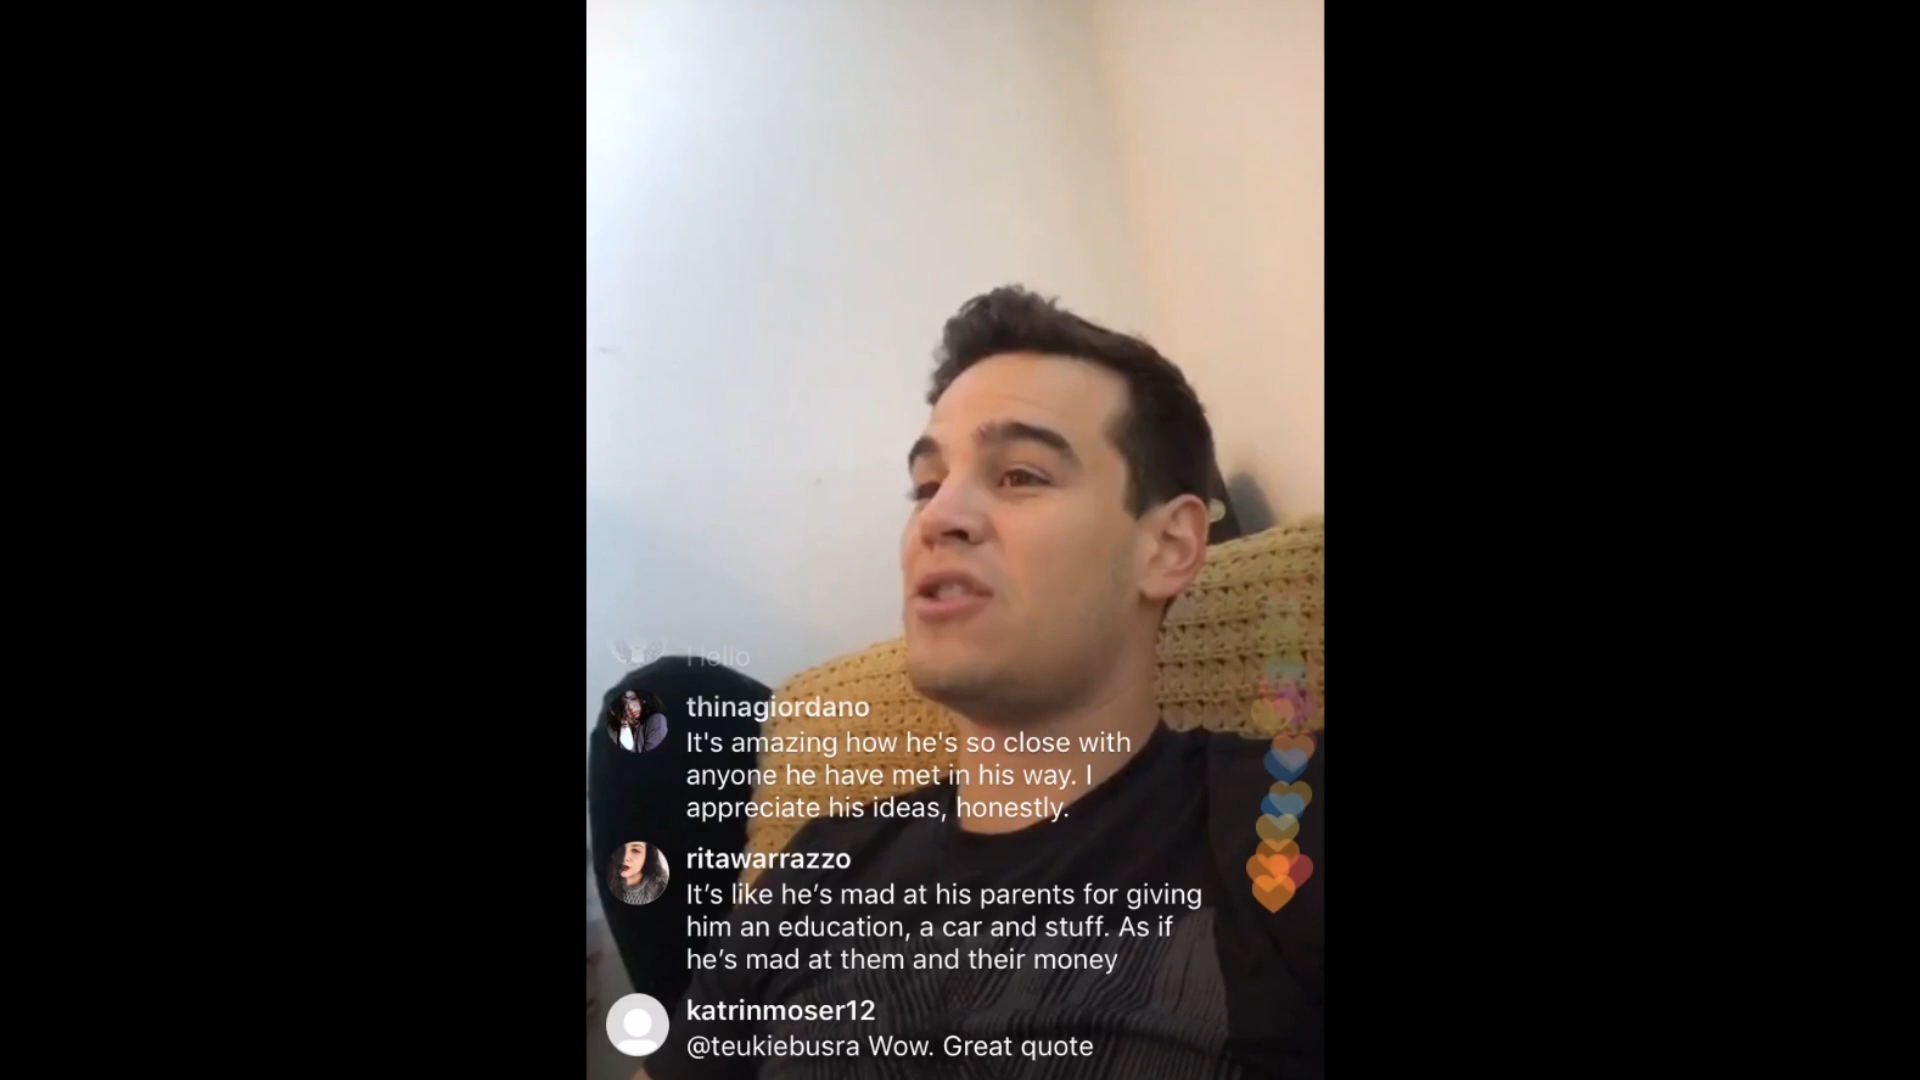 Hello
thinagiordano
It's amazing how he's so close with
anyone he have met in his way. I
appreciate his ideas, honestly.
ritawarrazzo
It’s like he’s mad at his parents for giving
him an education, a car and stuff. As if
he’s mad at them and their money
katrinmoser12
@teukiebusra Wow. Great quote